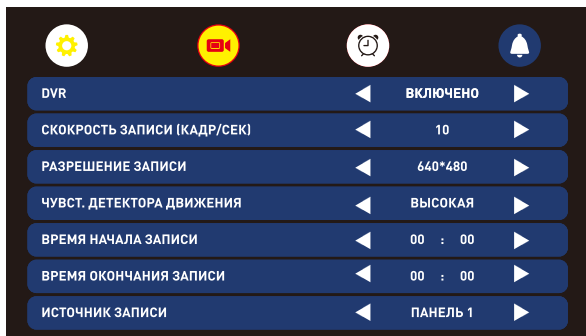 DVR ВКЛЮЧЕНО
СКОКРОСТЬ ЗАПИСИ (КАДР/СЕК) 10
РАЗРЕШЕНИЕ ЗАПИСИ 640*480
ЧУВСТ. ДЕТЕКТОРА ДВИЖЕНИЯ ВЫСОКАЯ
ВРЕМЯ НАЧАЛА ЗАПИСИ 00 : 00
ВРЕМЯ ОКОНЧАНИЯ ЗАПИСИ 00 : 00
ИСТОЧНИК ЗАПИСИ ПАНЕЛЬ 1